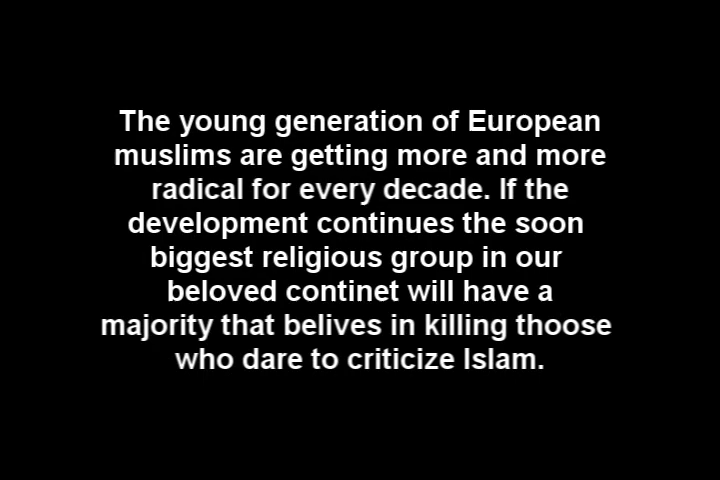 The young generation of European
muslims are getting more and more
radical for every decade. If the
development continues the soon
biggest religious group in our
beloved continet will have a
majority that belives in killing thoose
who dare to criticize Islam.